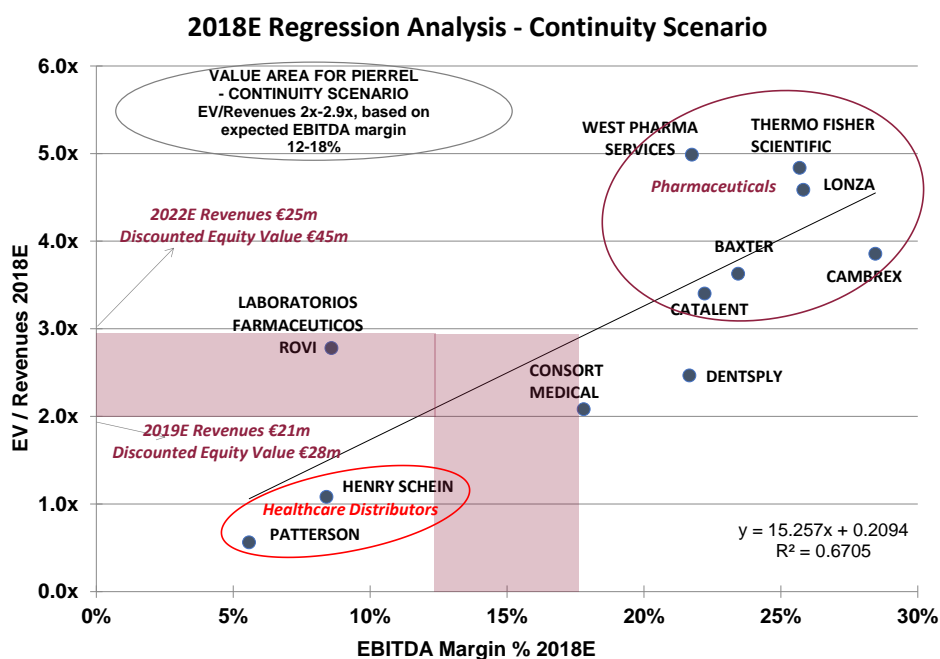 2018E Regression Analysis - Continuity Scenario
6.0x
5.0x
4.0x
3.0x
2.0x
1.0x
0.0x
EV / Revenues 2018E
VALUE AREA FOR PIERREL
- CONTINUITY SCENARIO
EV/Revenues 2x-2.9x, based on
expected EBITDA margin
12-18%
WEST PHARMA
SERVICES
THERMO FISHER
SCIENTIFIC
Pharmaceuticals
LONZA
2022E Revenues €25m
Discounted Equity Value €45m
BAXTER
CAMBREX
CATALENT
LABORATORIOS
FARMACEUTICOS
ROVI
CONSORT
MEDICAL
DENTSPLY
2019E Revenues €21m
Discounted Equity Value €28m
HENRY SCHEIN
Healthcare Distributors
PATTERSON
y = 15.257x + 0.2094
R² = 0.6705
0%
5%
10%
15%
20%
25%
30%
EBITDA Margin % 2018E